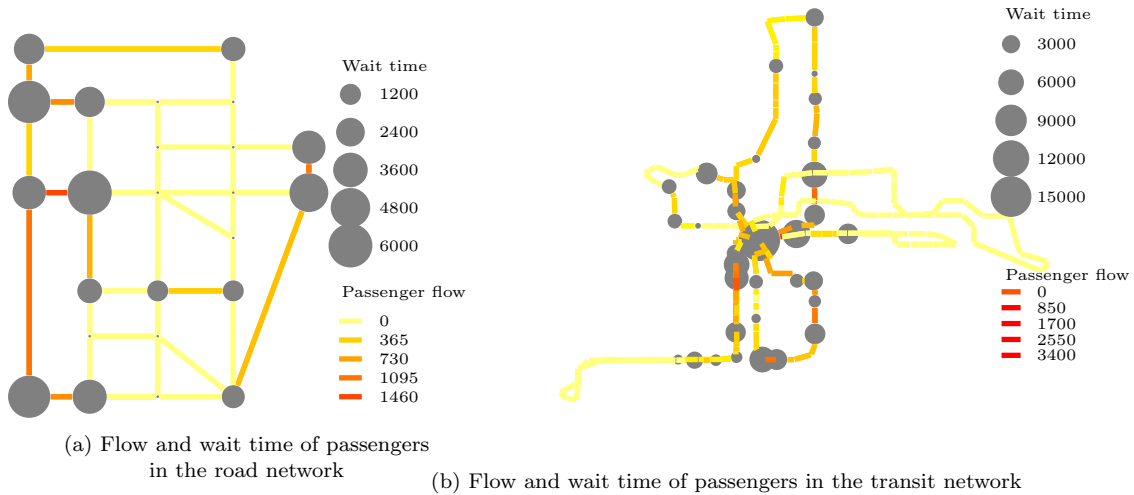 Wait time
1200
2400
3600
4800
6000
Passenger flow
0
365
730
1095
1460
(a) Flow and wait time of passengers
in the road network
Wait time
3000
6000
9000
12000
15000
Passenger flow
0
850
1700
2550
3400
(b) Flow and wait time of passengers in the transit network